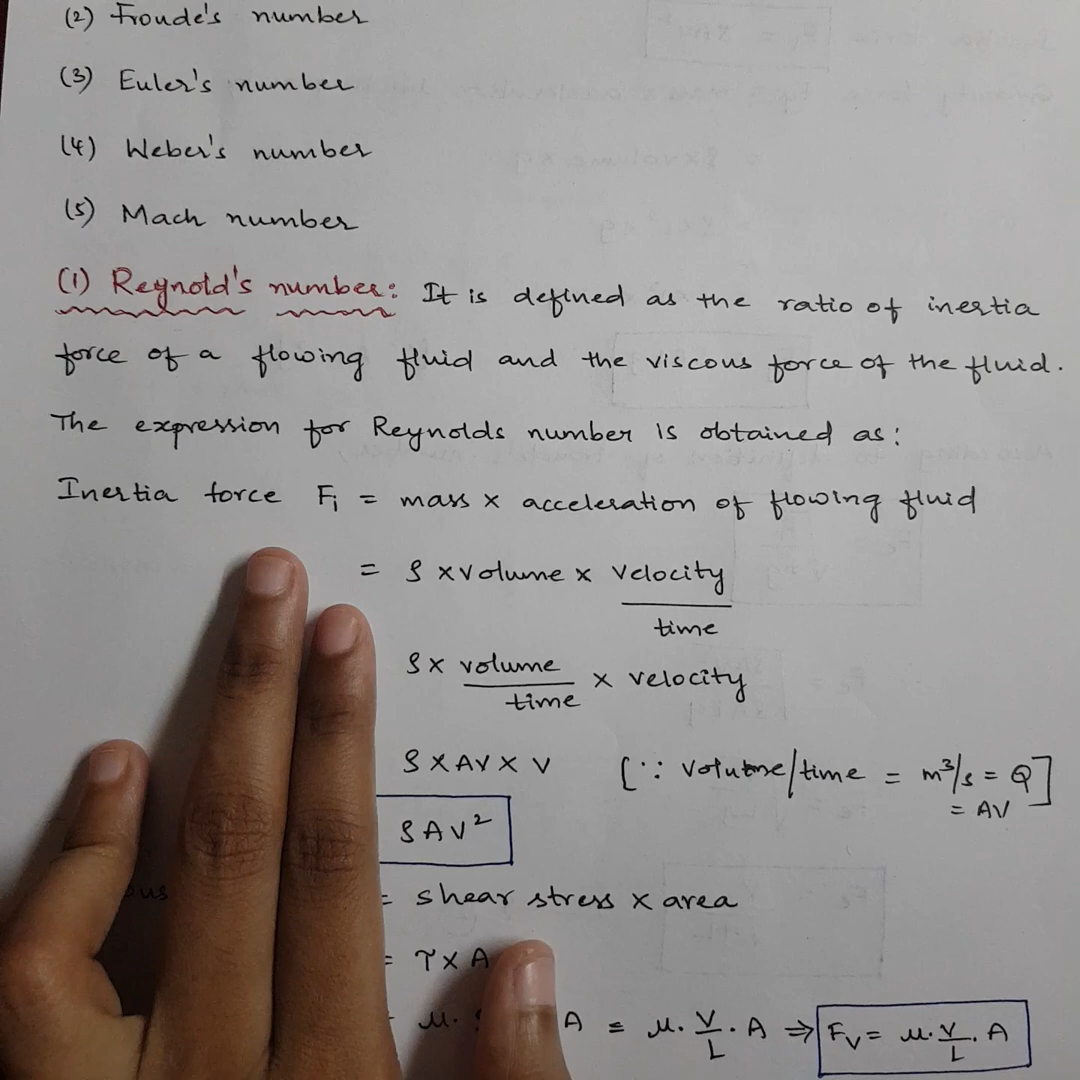 (2) Froude's number
(3) Euler's number
(4) Weber's number
(5) Mach number
(1) Reynold's number: It is defined as the ratio of inertia
force of a flowing fluid and the viscous force of the fluid.
The expression for Reynolds number is obtained as:
Inertia force Fi = mass x acceleration of flowing fluid
= ρ x volume x velocity/time
ρ x volume/time x velocity
ρ x AV x V [∵ volume/time = m³/s = Q]
= AV
ρAV²
= shear stress x area
= τ x A
μ. A = μ. V/L . A ⇒ Fv = μ. V/L . A